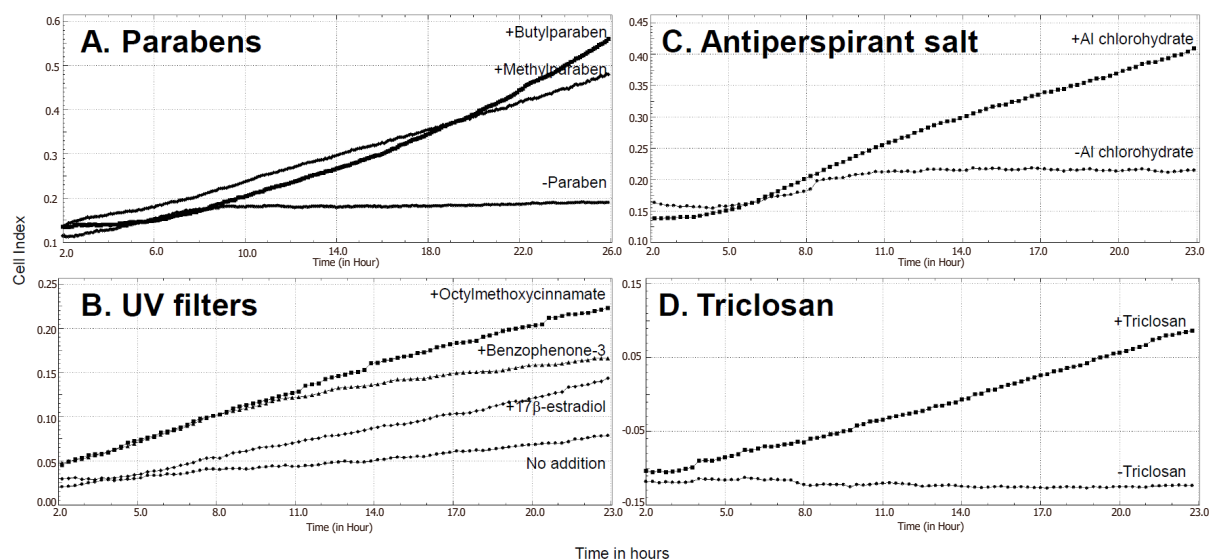 A. Parabens
0.6
0.5
0.4
0.3
0.2
0.1
+Butylparaben
+Methylparaben
-Paraben
2.0 6.0 10.0 14.0 18.0 22.0 26.0
Time (in Hour)
C. Antiperspirant salt
0.40
0.35
0.30
0.25
0.20
0.15
0.10
+Al chlorohydrate
-Al chlorohydrate
2.0 5.0 8.0 11.0 14.0 17.0 20.0 23.0
Time (in Hour)
Cell Index
B. UV filters
0.25
0.20
0.15
0.10
0.05
0.00
+Octylmethoxycinnamate
+Benzophenone-3
+17β-estradiol
No addition
2.0 5.0 8.0 11.0 14.0 17.0 20.0 23.0
Time (in Hour)
D. Triclosan
0.15
0.05
-0.05
-0.15
+Triclosan
-Triclosan
2.0 5.0 8.0 11.0 14.0 17.0 20.0 23.0
Time (in Hour)
Time in hours